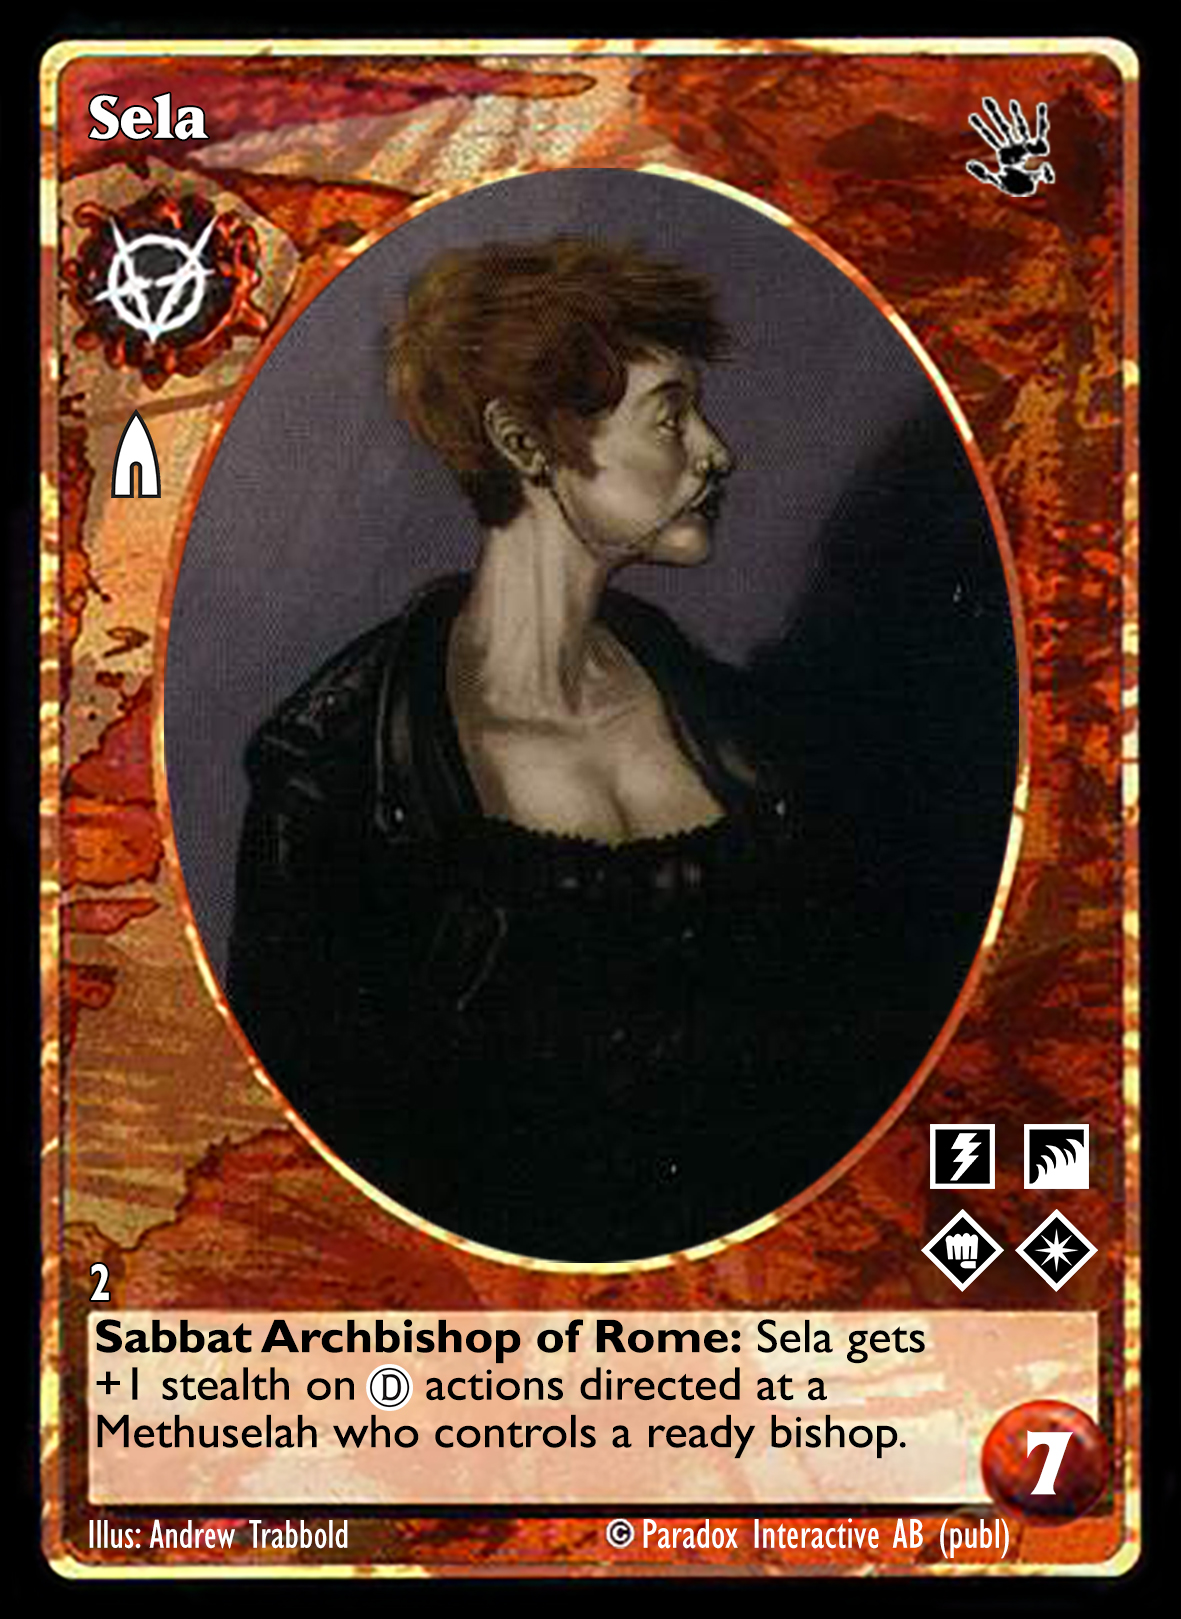 Sela
2
Sabbat Archbishop of Rome: Sela gets
+1 stealth on Ⓓ actions directed at a
Methuselah who controls a ready bishop.
7
Illus: Andrew Trabbold
© Paradox Interactive AB (publ)